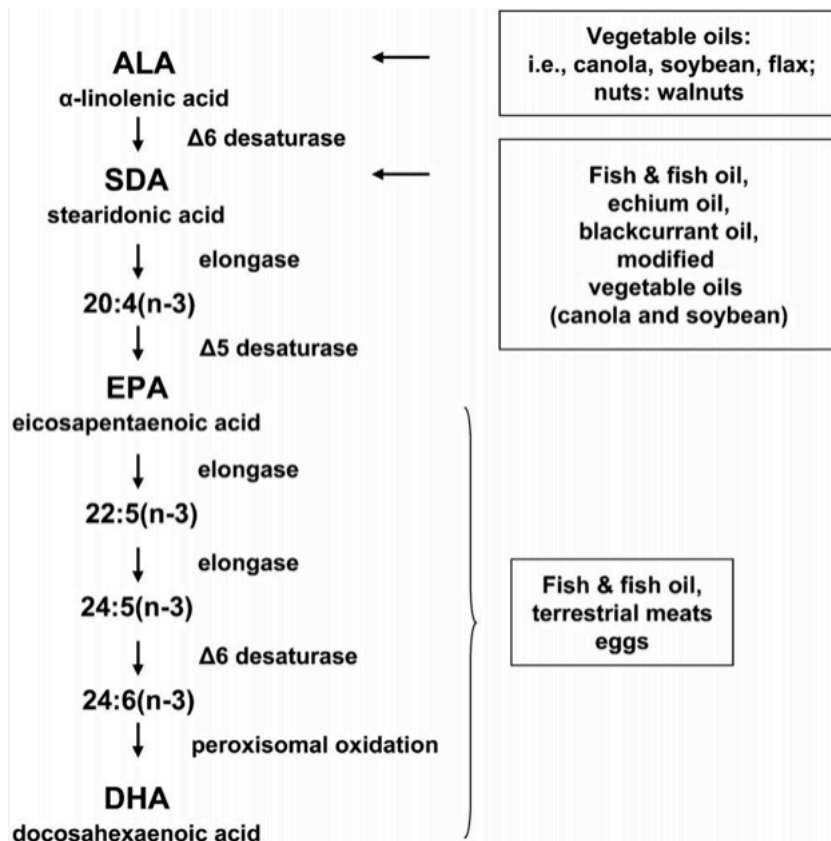 ALA
α-linolenic acid
Δ6 desaturase
SDA
stearidonic acid
elongase
20:4(n-3)
Δ5 desaturase
EPA
eicosapentaenoic acid
elongase
22:5(n-3)
elongase
24:5(n-3)
Δ6 desaturase
24:6(n-3)
peroxisomal oxidation
DHA
docosahexaenoic acid
Vegetable oils:
i.e., canola, soybean, flax;
nuts: walnuts
Fish & fish oil,
echium oil,
blackcurrant oil,
modified
vegetable oils
(canola and soybean)
Fish & fish oil,
terrestrial meats
eggs